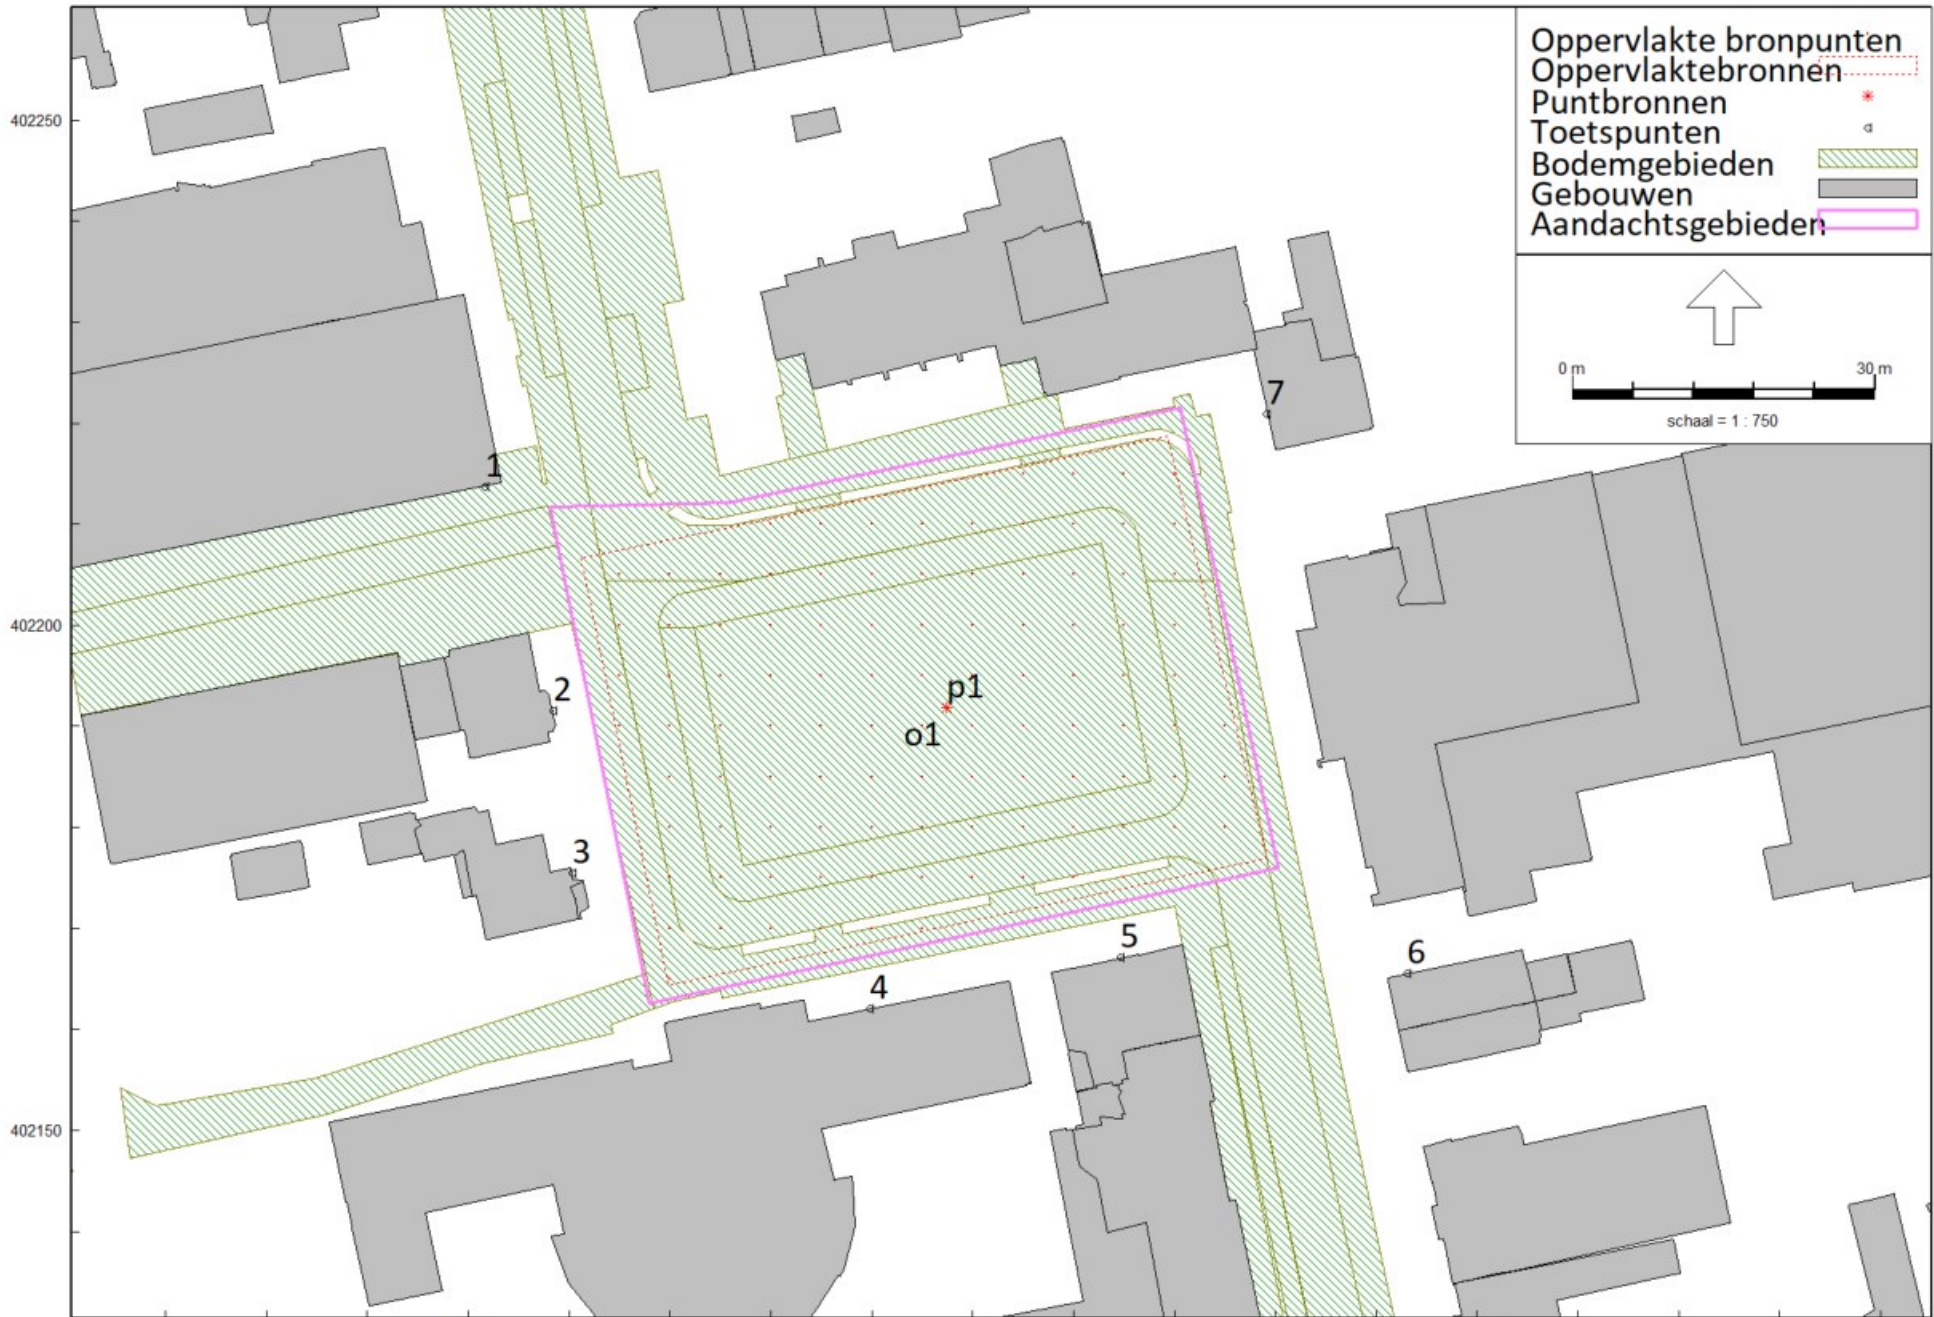 Oppervlakte bronpunten
Oppervlaktebronnen
Puntbronnen
Toetspunten
Bodemgebieden
Gebouwen
Aandachtsgebieden
0 m 30 m
schaal = 1 : 750
402250
7
1
402200
p1
2
o1
3
5
6
4
402150